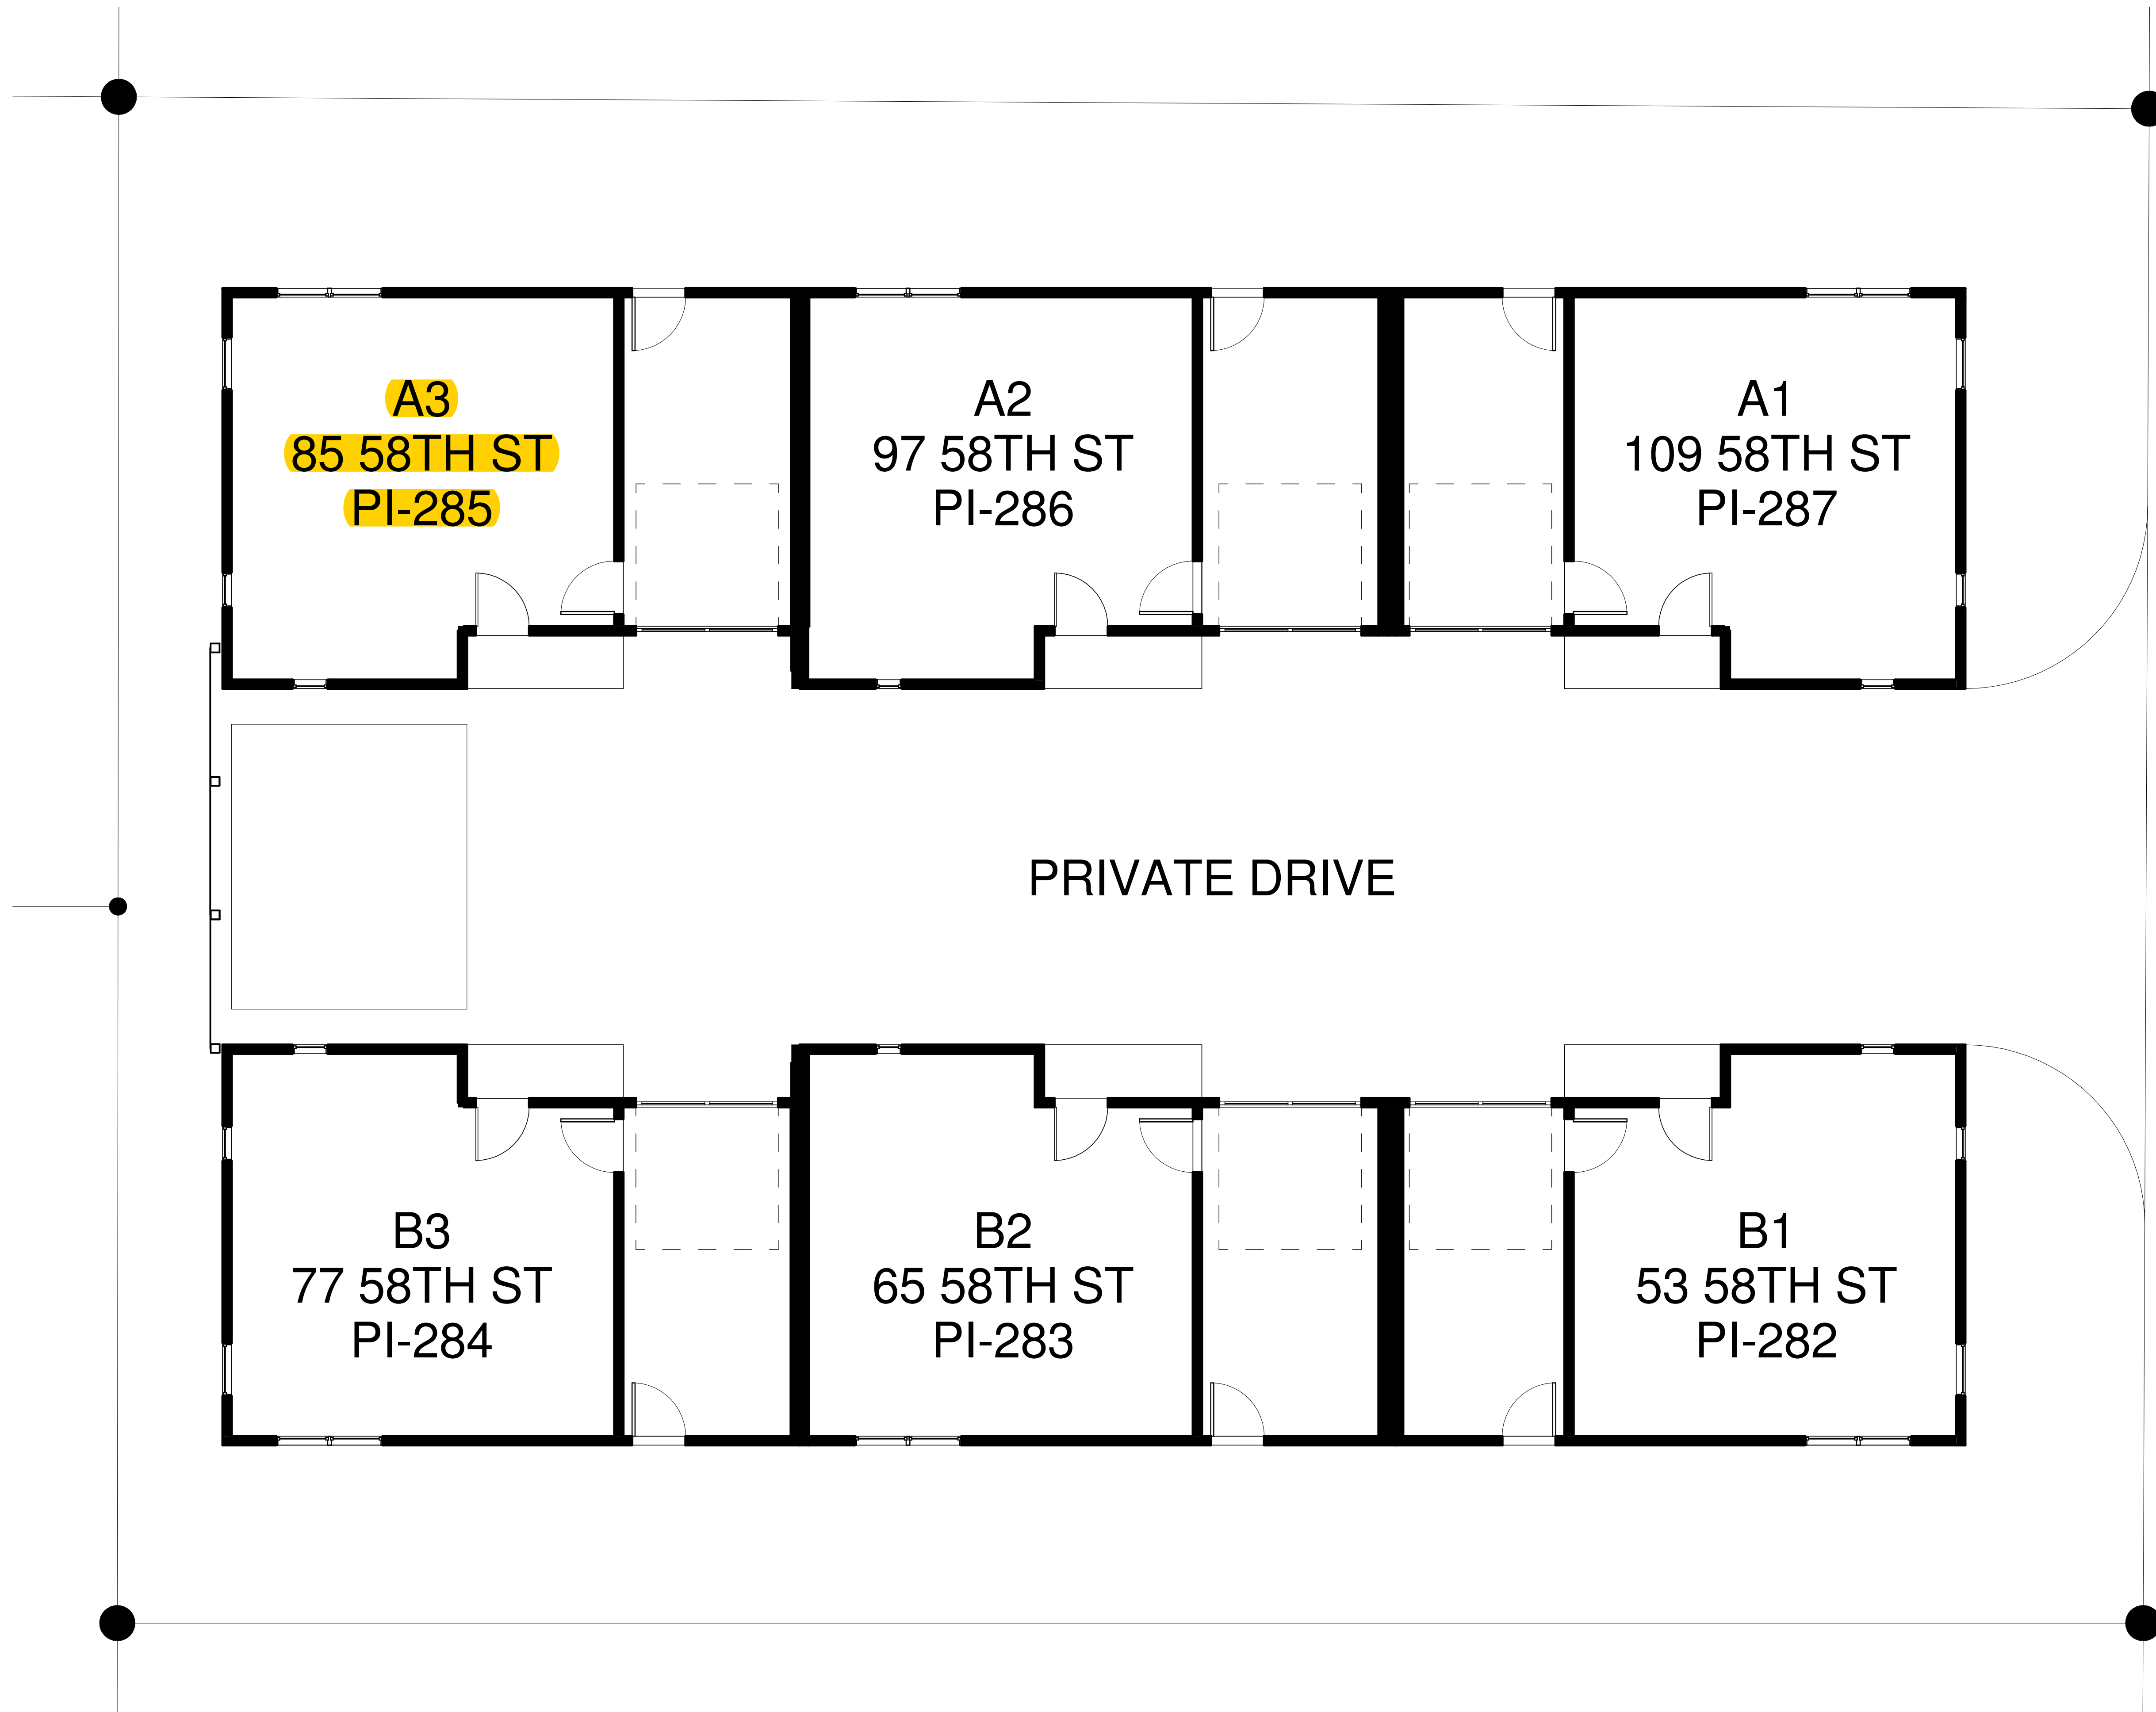 A3
85 58TH ST
PI-285
A2
97 58TH ST
PI-286
A1
109 58TH ST
PI-287
PRIVATE DRIVE
B3
77 58TH ST
PI-284
B2
65 58TH ST
PI-283
B1
53 58TH ST
PI-282